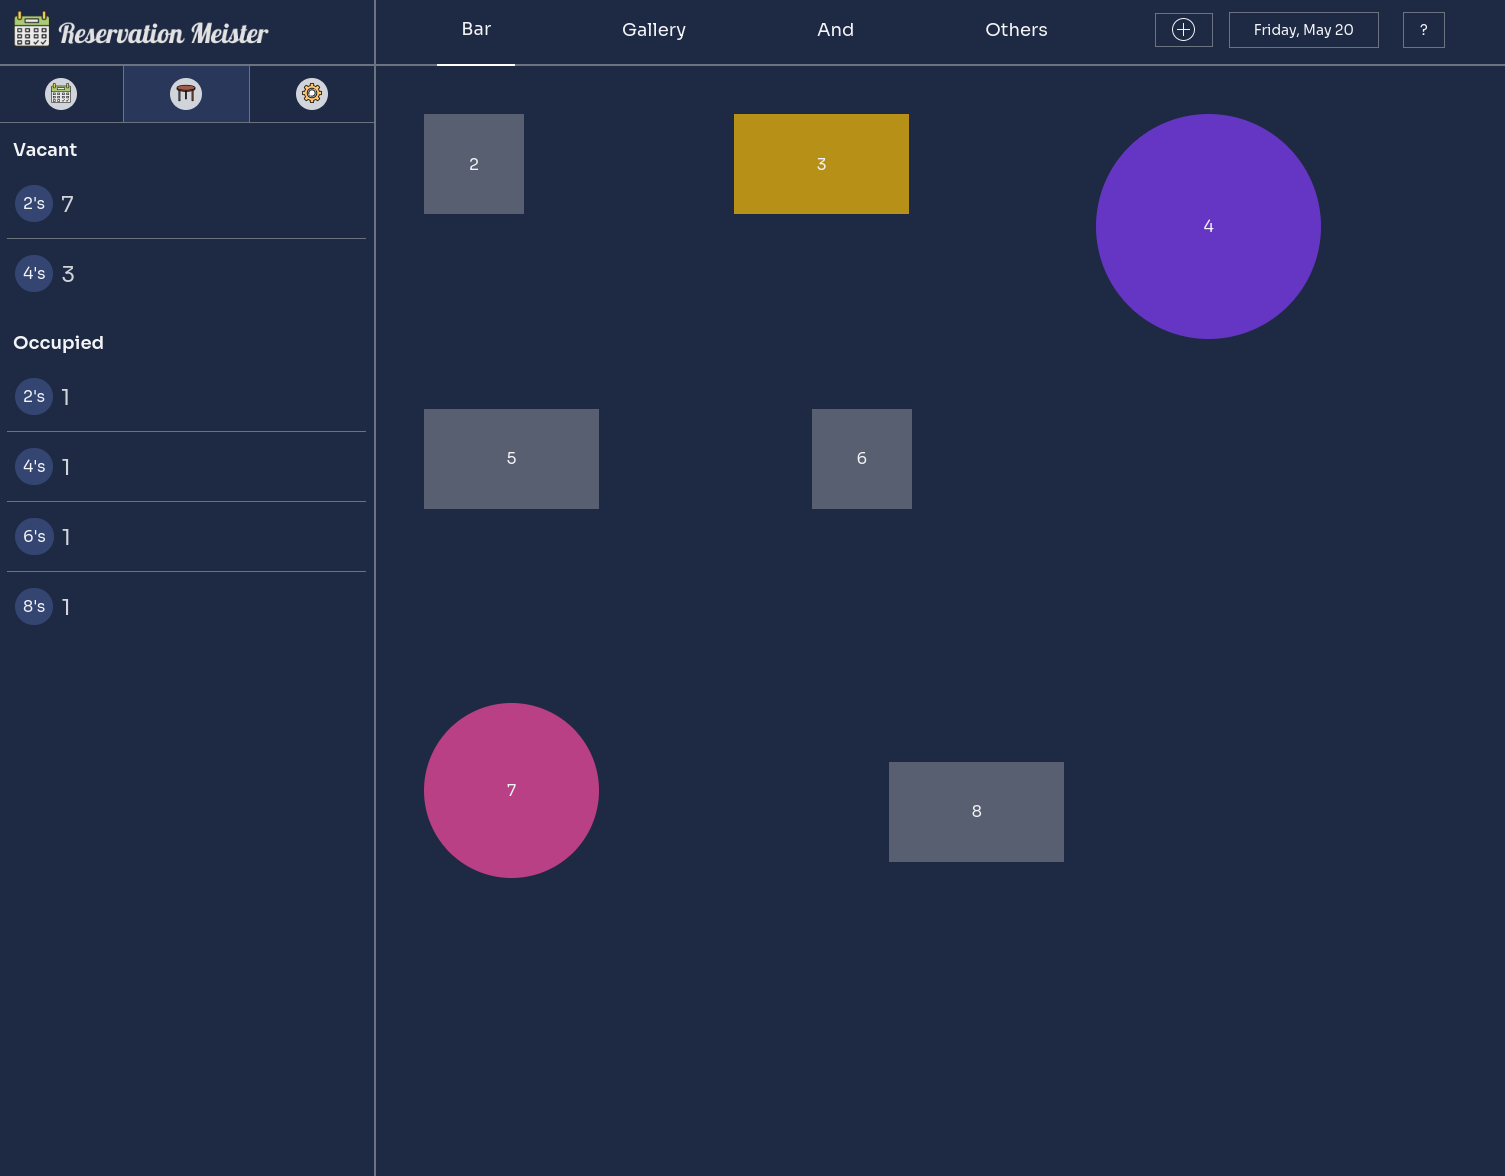 Reservation Meister
Bar
Gallery
And
Others
Friday, May 20
?
Vacant
2's 7
4's 3
Occupied
2's 1
4's 1
6's 1
8's 1
2
3
4
5
6
7
8